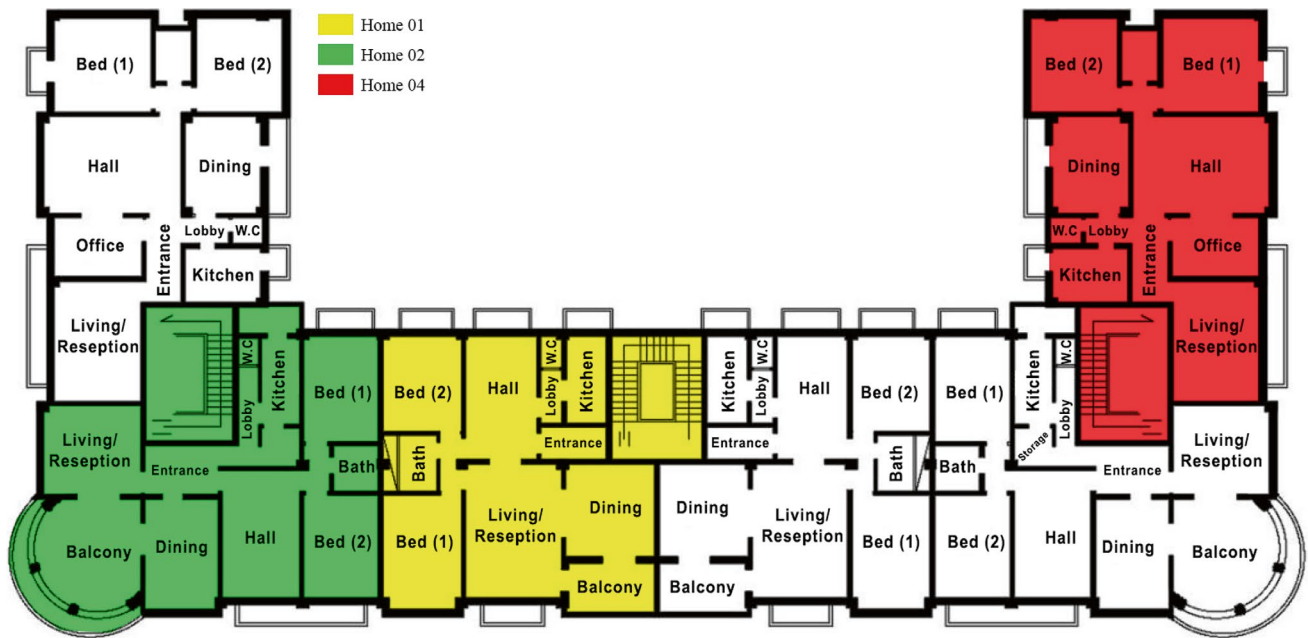 Home 01
Home 02
Home 04
Bed (1)
Bed (2)
Hall
Dining
Lobby
W.C
Office
Entrance
Kitchen
Living/
Reseption
Bed (2)
Bed (1)
Dining
Hall
W.C
Lobby
Entrance
Office
Kitchen
Living/
Reseption
W.C
Kitchen
Lobby
Bed (1)
Living/
Reseption
Entrance
Bath
Balcony
Dining
Hall
Bed (2)
Bed (2)
Hall
W.C
Lobby
Kitchen
Entrance
Bath
Bed (1)
Living/
Reseption
Dining
Balcony
Kitchen
W.C
Lobby
Hall
Bed (2)
Entrance
Bath
Dining
Living/
Reseption
Bed (1)
Balcony
Bed (1)
Kitchen
W.C
Lobby
Storage
Bath
Entrance
Living/
Reseption
Bed (2)
Hall
Dining
Balcony